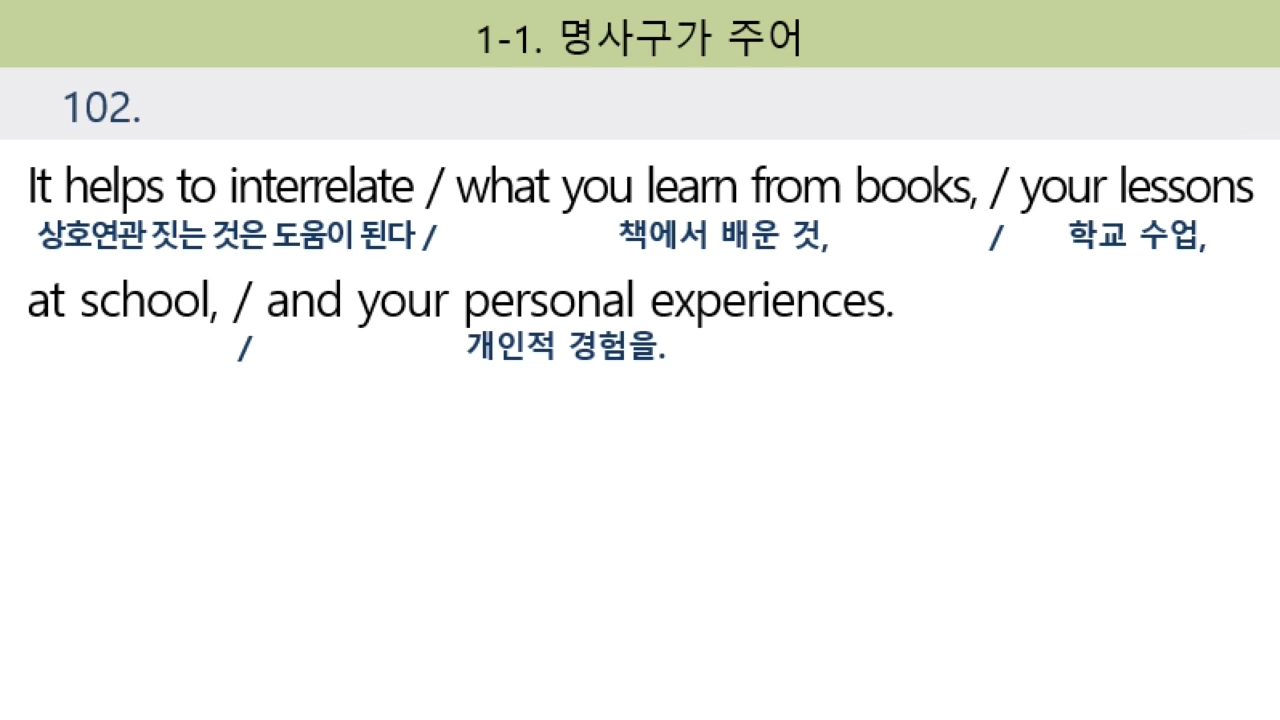 1-1. 명사구가 주어
102.
It helps to interrelate / what you learn from books, / your lessons
상호연관 짓는 것은 도움이 된다 / 책에서 배운 것, / 학교 수업,
at school, / and your personal experiences.
/ 개인적 경험을.